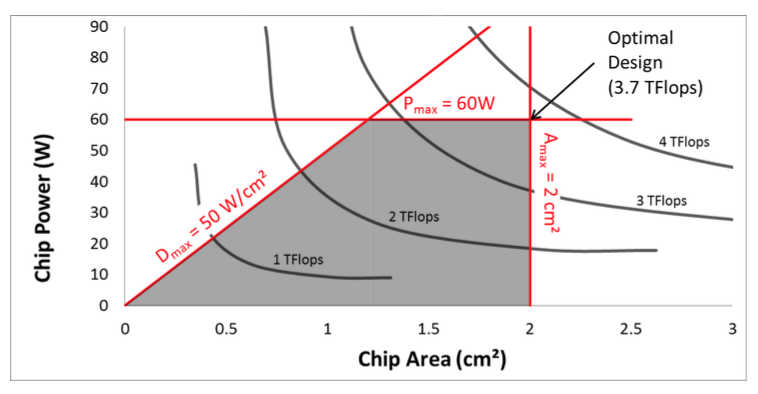 90
80
70
60
50
40
30
20
10
0
Chip Power (W)
0
0.5
1
1.5
2
2.5
3
Chip Area (cm²)
Optimal
Design
(3.7 TFlops)
Pmax = 60W
Amax = 2 cm²
Dmax = 50 W/cm²
4 TFlops
3 TFlops
2 TFlops
1 TFlops